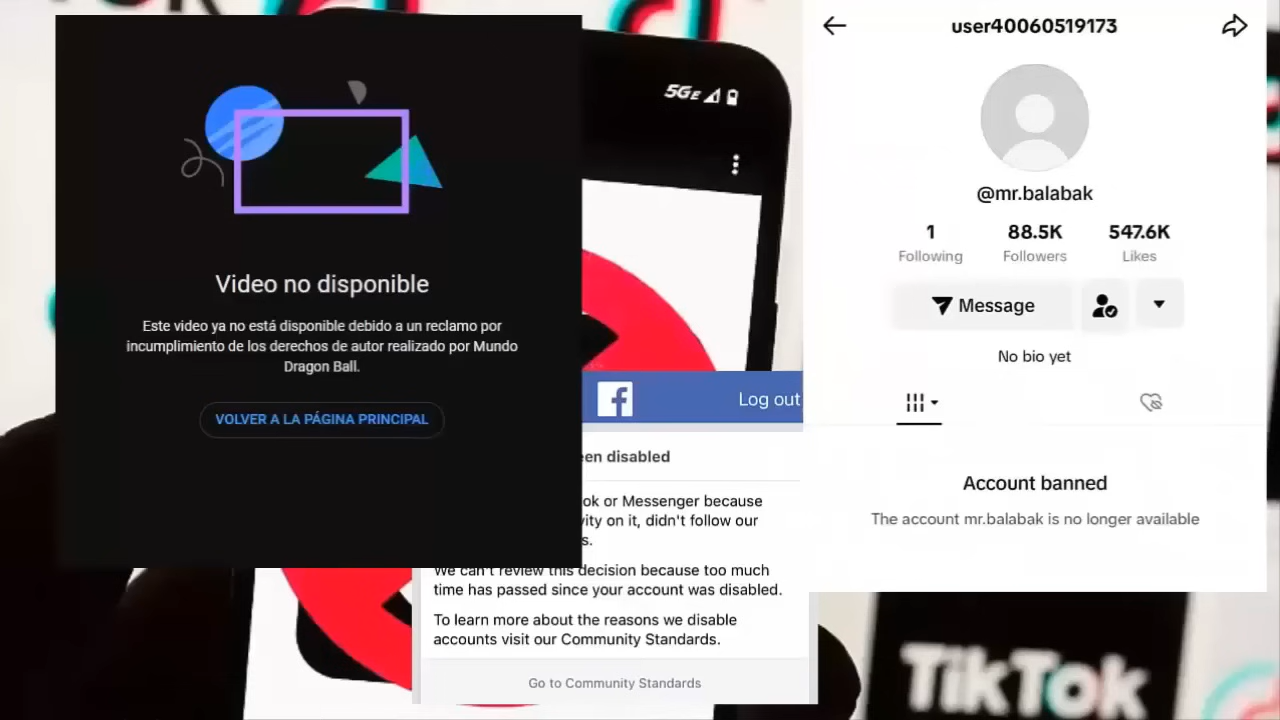 Video no disponible
Este video ya no está disponible debido a un reclamo por
incumplimiento de los derechos de autor realizado por Mundo
Dragon Ball.
VOLVER A LA PÁGINA PRINCIPAL
5GE
Log out
disabled
or Messenger because
on it, didn't follow our
We can't review this decision because too much
time has passed since your account was disabled.
To learn more about the reasons we disable
accounts visit our Community Standards.
Go to Community Standards
user40060519173
@mr.balabak
1
88.5K
547.6K
Following
Followers
Likes
Message
No bio yet
Account banned
The account mr.balabak is no longer available
TikTok